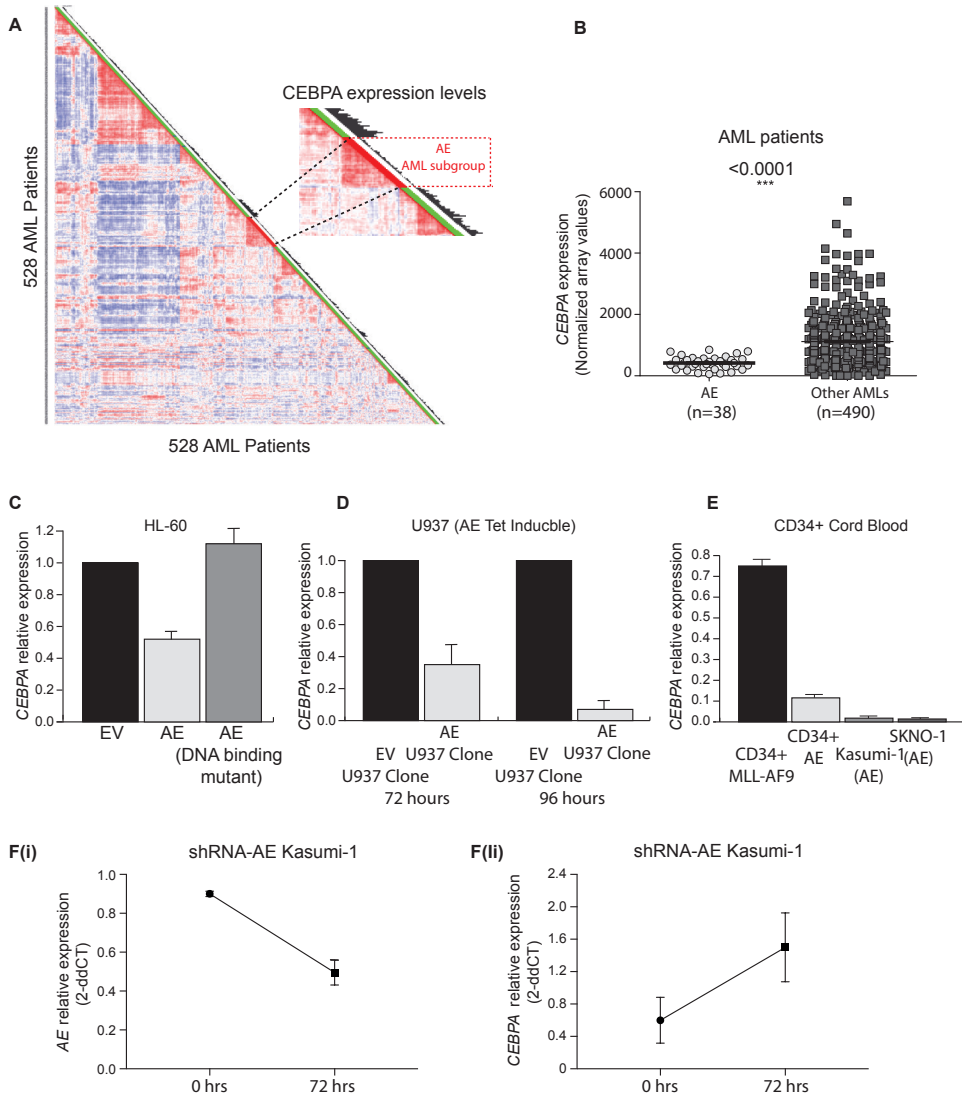 A
528 AML Patients
528 AML Patients
CEBPA expression levels
AE
AML subgroup
B
AML patients
<0.0001
***
CEBPA expression
(Normalized array values)
6000
4000
2000
0
AE
(n=38)
Other AMLs
(n=490)
C
HL-60
CEBPA relative expression
1.2
1.0
0.8
0.6
0.4
0.2
0.0
EV
AE
AE
(DNA binding
mutant)
D
U937 (AE Tet Inducble)
CEBPA relative expression
1.0
0.8
0.6
0.4
0.2
0.0
EV
U937 Clone
AE
U937 Clone
72 hours
EV
U937 Clone
AE
U937 Clone
96 hours
E
CD34+ Cord Blood
CEBPA relative expression
0.8
0.7
0.6
0.5
0.4
0.3
0.2
0.1
0.0
CD34+
MLL-AF9
CD34+
AE
Kasumi-1
(AE)
SKNO-1
(AE)
F(i)
shRNA-AE Kasumi-1
AE relative expression
(2-ddCT)
1.0
0.8
0.6
0.4
0.2
0.0
0 hrs
72 hrs
F(Ii)
shRNA-AE Kasumi-1
CEBPA relative expression
(2-ddCT)
2.4
2.0
1.6
1.2
0.8
0.4
0
0 hrs
72 hrs